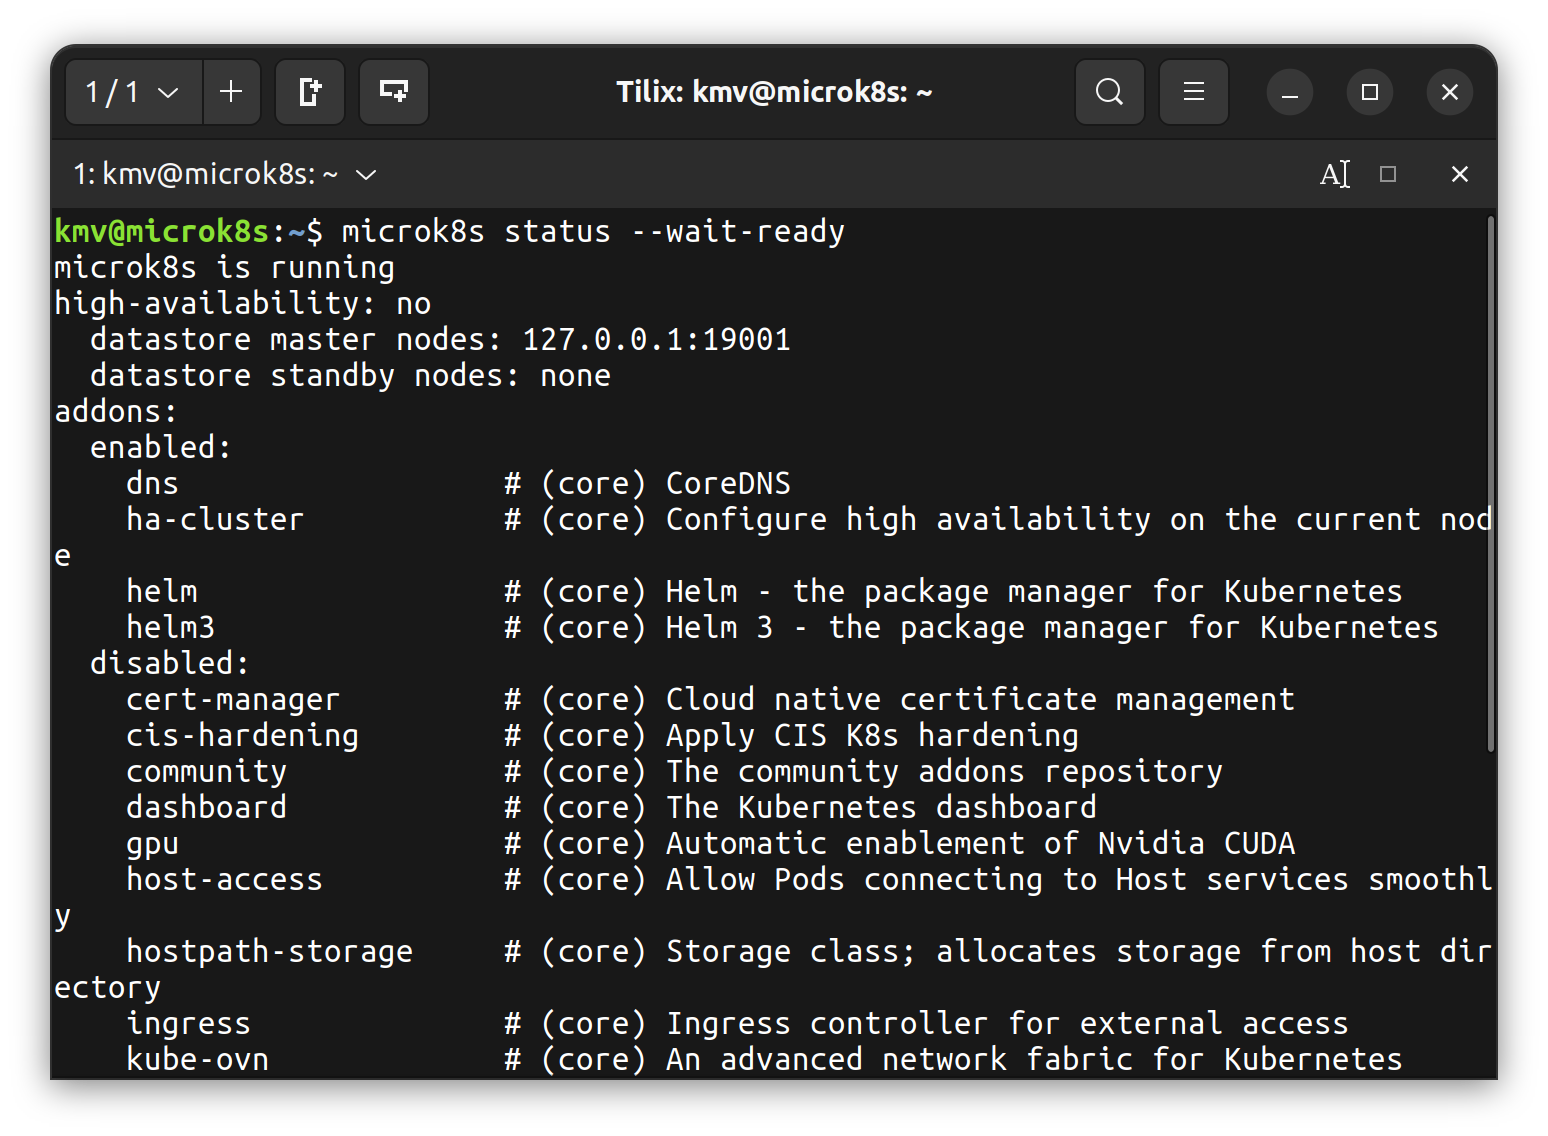 1 / 1
Tilix: kmv@microk8s: ~
1: kmv@microk8s: ~
kmv@microk8s:~$ microk8s status --wait-ready
microk8s is running
high-availability: no
  datastore master nodes: 127.0.0.1:19001
  datastore standby nodes: none
addons:
  enabled:
    dns                  # (core) CoreDNS
    ha-cluster           # (core) Configure high availability on the current nod
e
    helm                 # (core) Helm - the package manager for Kubernetes
    helm3                # (core) Helm 3 - the package manager for Kubernetes
  disabled:
    cert-manager         # (core) Cloud native certificate management
    cis-hardening        # (core) Apply CIS K8s hardening
    community            # (core) The community addons repository
    dashboard            # (core) The Kubernetes dashboard
    gpu                  # (core) Automatic enablement of Nvidia CUDA
    host-access          # (core) Allow Pods connecting to Host services smoothl
y
    hostpath-storage     # (core) Storage class; allocates storage from host dir
ectory
    ingress              # (core) Ingress controller for external access
    kube-ovn             # (core) An advanced network fabric for Kubernetes